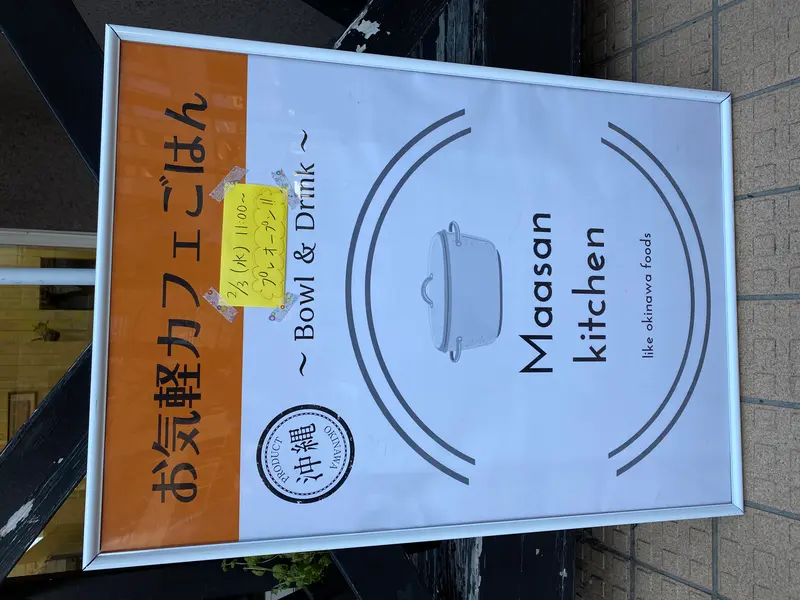 お気軽カフェごはん
2/3 (水) 11:00～
プレオープン!!
～ Bowl & Drink ～
PRODUCT
沖縄
OKINAWA
Maasan
kitchen
like okinawa foods